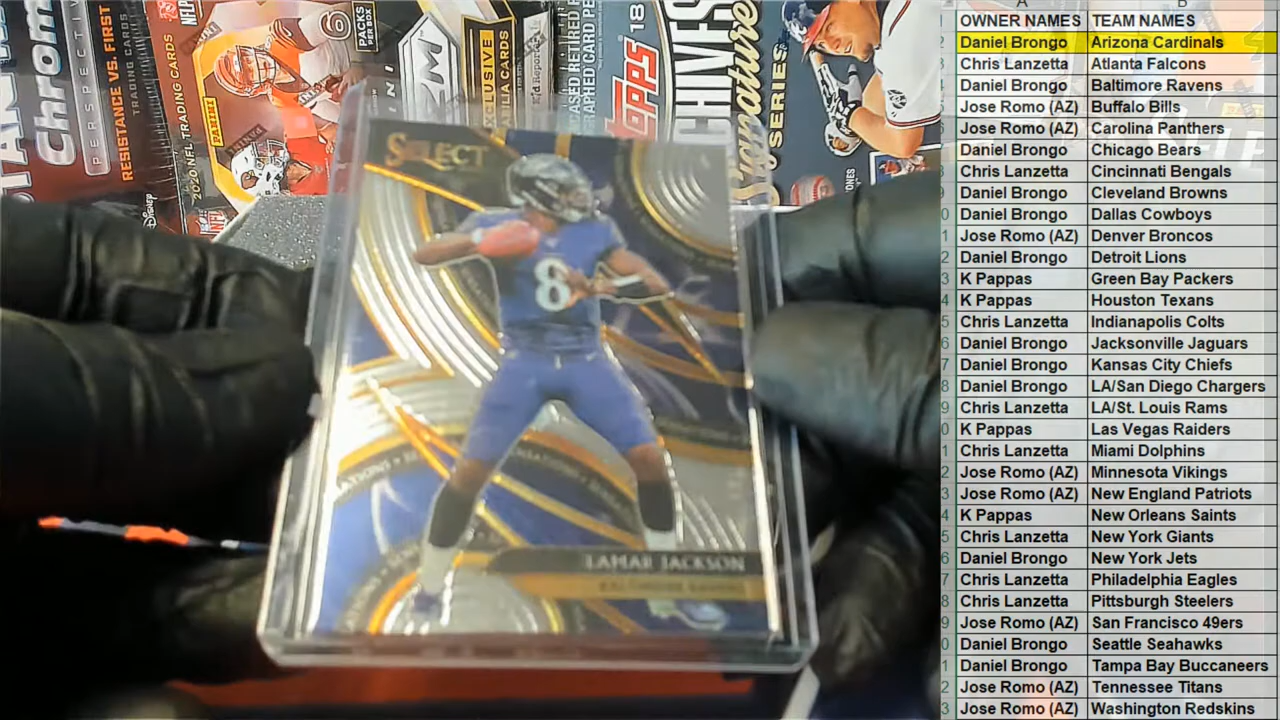 Chrome
PERSPECTIV
RESISTANCE VS. FIRST
Disney
2020 NFL TRADING CARDS
PANINI
NFL
6
PACKS PER BOX
topps
18
CHIVES
Signature
SERIES
SELECT
8
LAMAR JACKSON
BALTIMORE RAVENS
A B
OWNER NAMES TEAM NAMES
Daniel Brongo Arizona Cardinals
Chris Lanzetta Atlanta Falcons
Daniel Brongo Baltimore Ravens
Jose Romo (AZ) Buffalo Bills
Jose Romo (AZ) Carolina Panthers
Daniel Brongo Chicago Bears
Chris Lanzetta Cincinnati Bengals
Daniel Brongo Cleveland Browns
Daniel Brongo Dallas Cowboys
Jose Romo (AZ) Denver Broncos
Daniel Brongo Detroit Lions
K Pappas Green Bay Packers
K Pappas Houston Texans
Chris Lanzetta Indianapolis Colts
Daniel Brongo Jacksonville Jaguars
Daniel Brongo Kansas City Chiefs
Daniel Brongo LA/San Diego Chargers
Chris Lanzetta LA/St. Louis Rams
K Pappas Las Vegas Raiders
Chris Lanzetta Miami Dolphins
Jose Romo (AZ) Minnesota Vikings
Jose Romo (AZ) New England Patriots
K Pappas New Orleans Saints
Chris Lanzetta New York Giants
Daniel Brongo New York Jets
Chris Lanzetta Philadelphia Eagles
Chris Lanzetta Pittsburgh Steelers
Jose Romo (AZ) San Francisco 49ers
Daniel Brongo Seattle Seahawks
Daniel Brongo Tampa Bay Buccaneers
Jose Romo (AZ) Tennessee Titans
Jose Romo (AZ) Washington Redskins